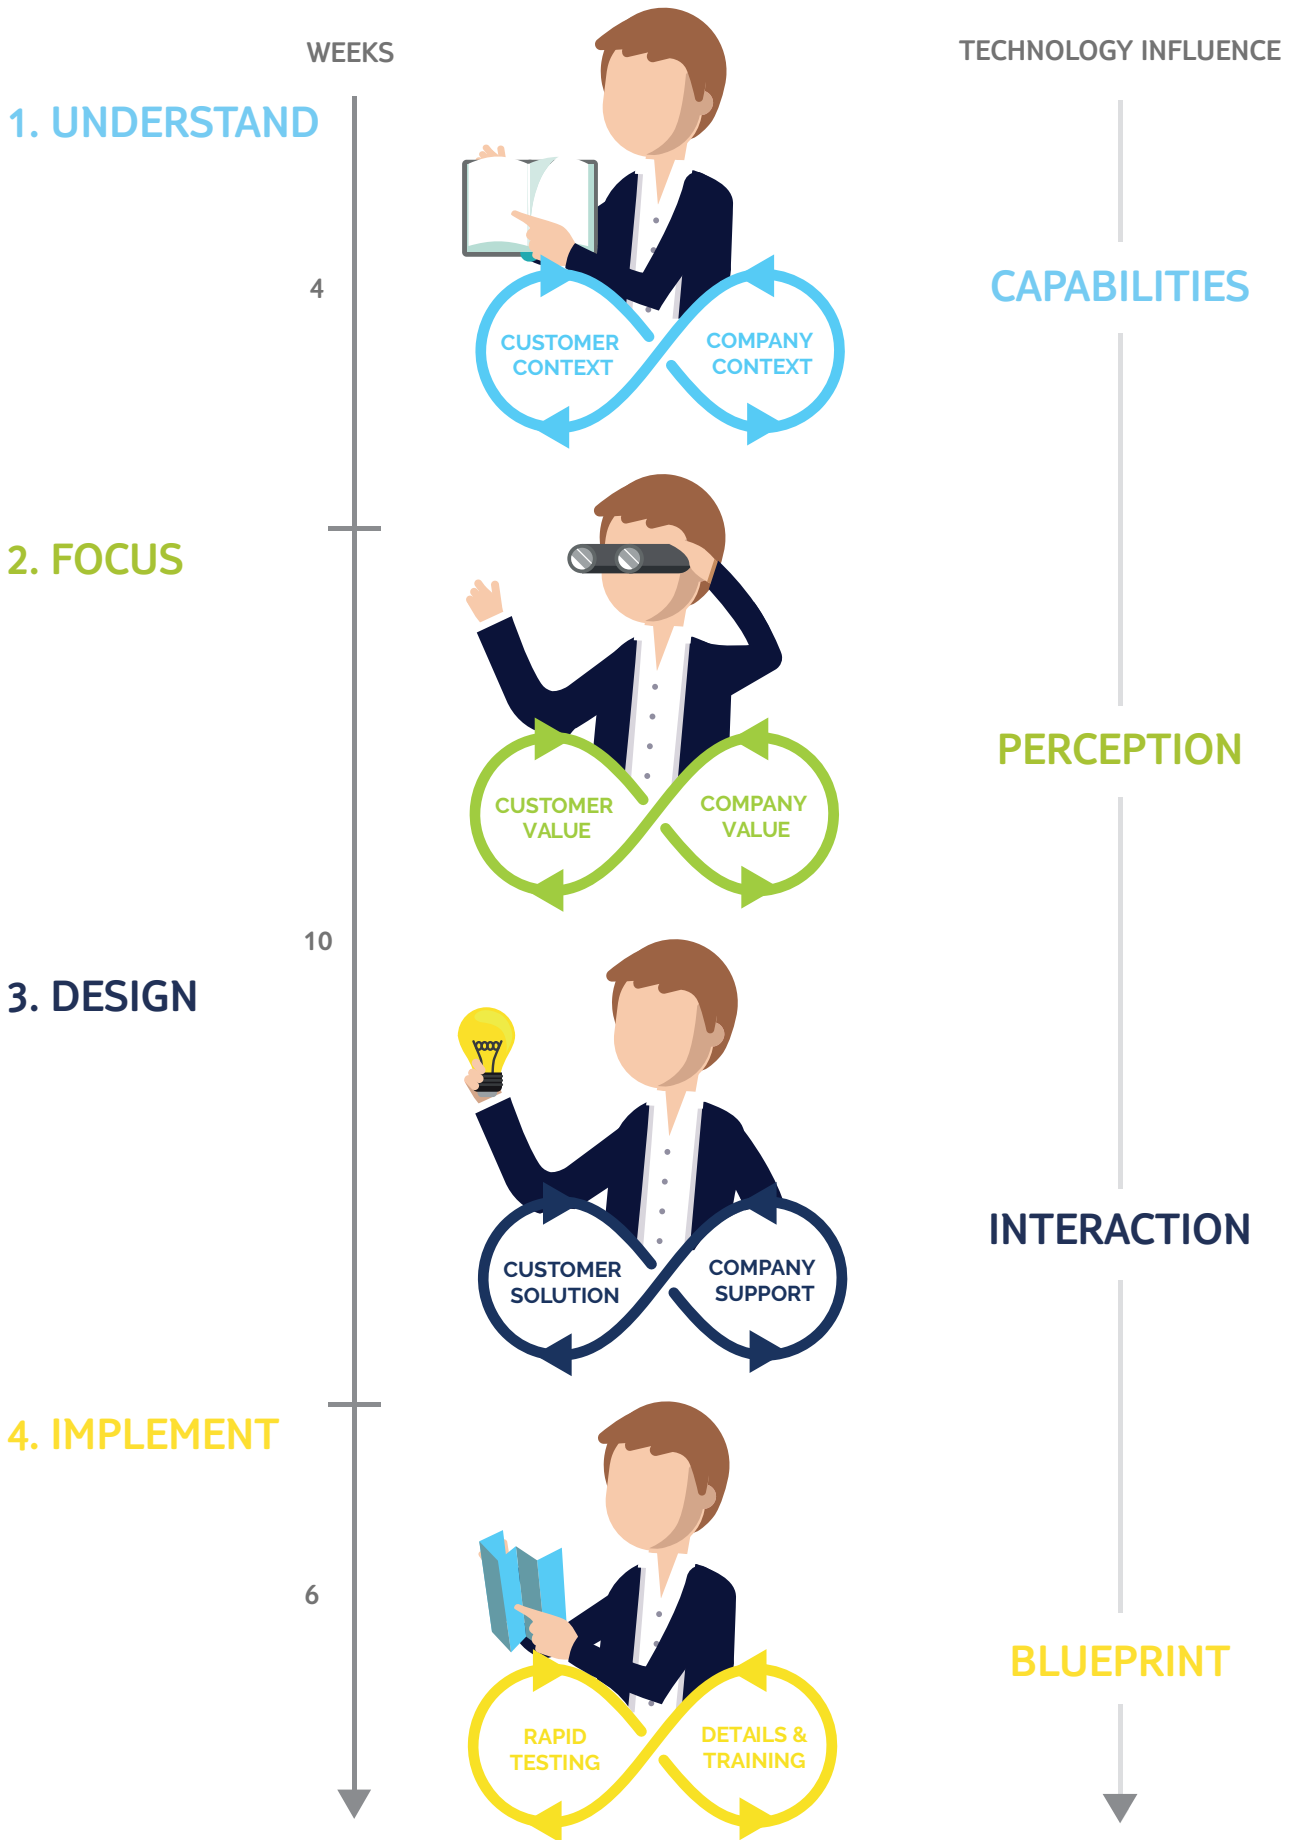 WEEKS
TECHNOLOGY INFLUENCE
1. UNDERSTAND
4
CAPABILITIES
CUSTOMER
CONTEXT
COMPANY
CONTEXT
2. FOCUS
PERCEPTION
CUSTOMER
VALUE
COMPANY
VALUE
10
3. DESIGN
INTERACTION
CUSTOMER
SOLUTION
COMPANY
SUPPORT
4. IMPLEMENT
6
BLUEPRINT
RAPID
TESTING
DETAILS &
TRAINING